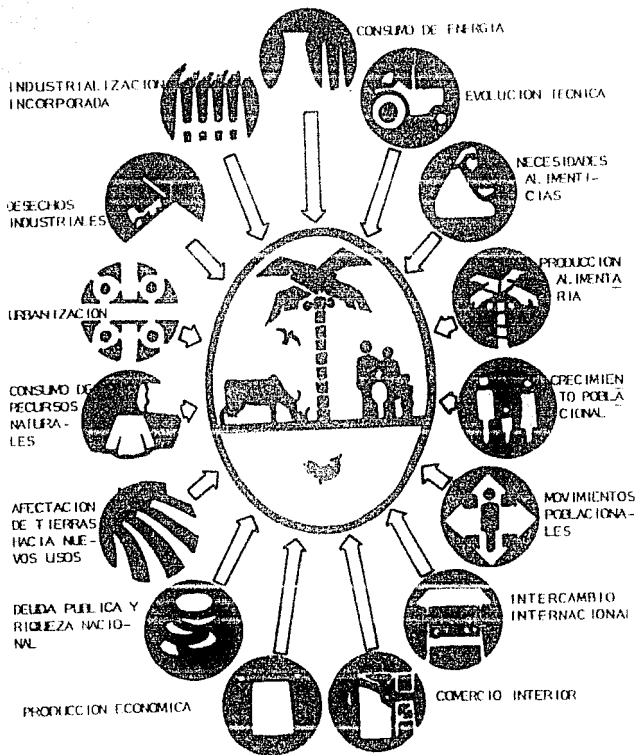 CONSUMO DE ENERGIA
INDUSTRIALIZACION
INCORPORADA
EVOLUCION TECNICA
NECESIDADES
ALIMENTI-
CIAS
DESECHOS
INDUSTRIALES
PRODUCCION
ALIMENTA
RIA
URBANIZACION
CONSUMO DE
RECURSOS
NATURA-
LES
CRECIMIEN
TO POBLA
CIONAL
AFECTACION
DE TIERRAS
HACIA NUE-
VOS USOS
MOVIMIENTOS
POBLACIONA-
LES
DEUDA PUBLICA Y
RIQUEZA NACIO-
NAL
INTERCAMBIO
INTERNACIONAL
PRODUCCION ECONOMICA
COMERCIO INTERIOR